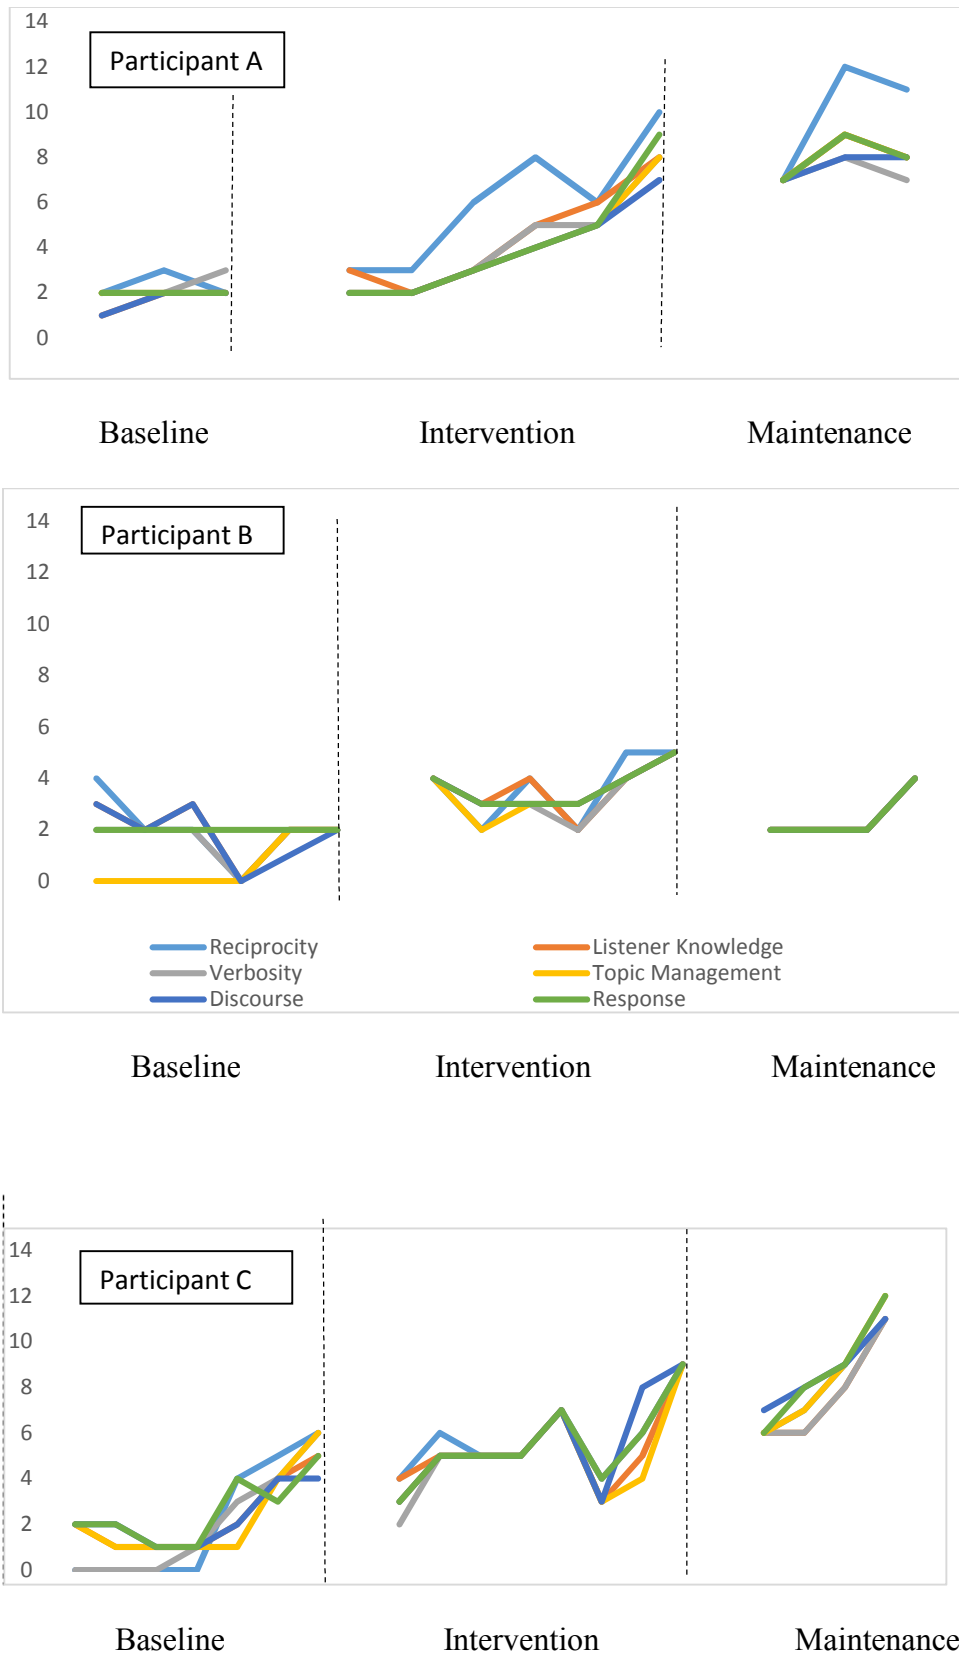 14
Participant A
12
10
8
6
4
2
0
Baseline Intervention Maintenance
14
Participant B
12
10
8
6
4
2
0
Reciprocity Listener Knowledge
Verbosity Topic Management
Discourse Response
Baseline Intervention Maintenance
14
Participant C
12
10
8
6
4
2
0
Baseline Intervention Maintenance